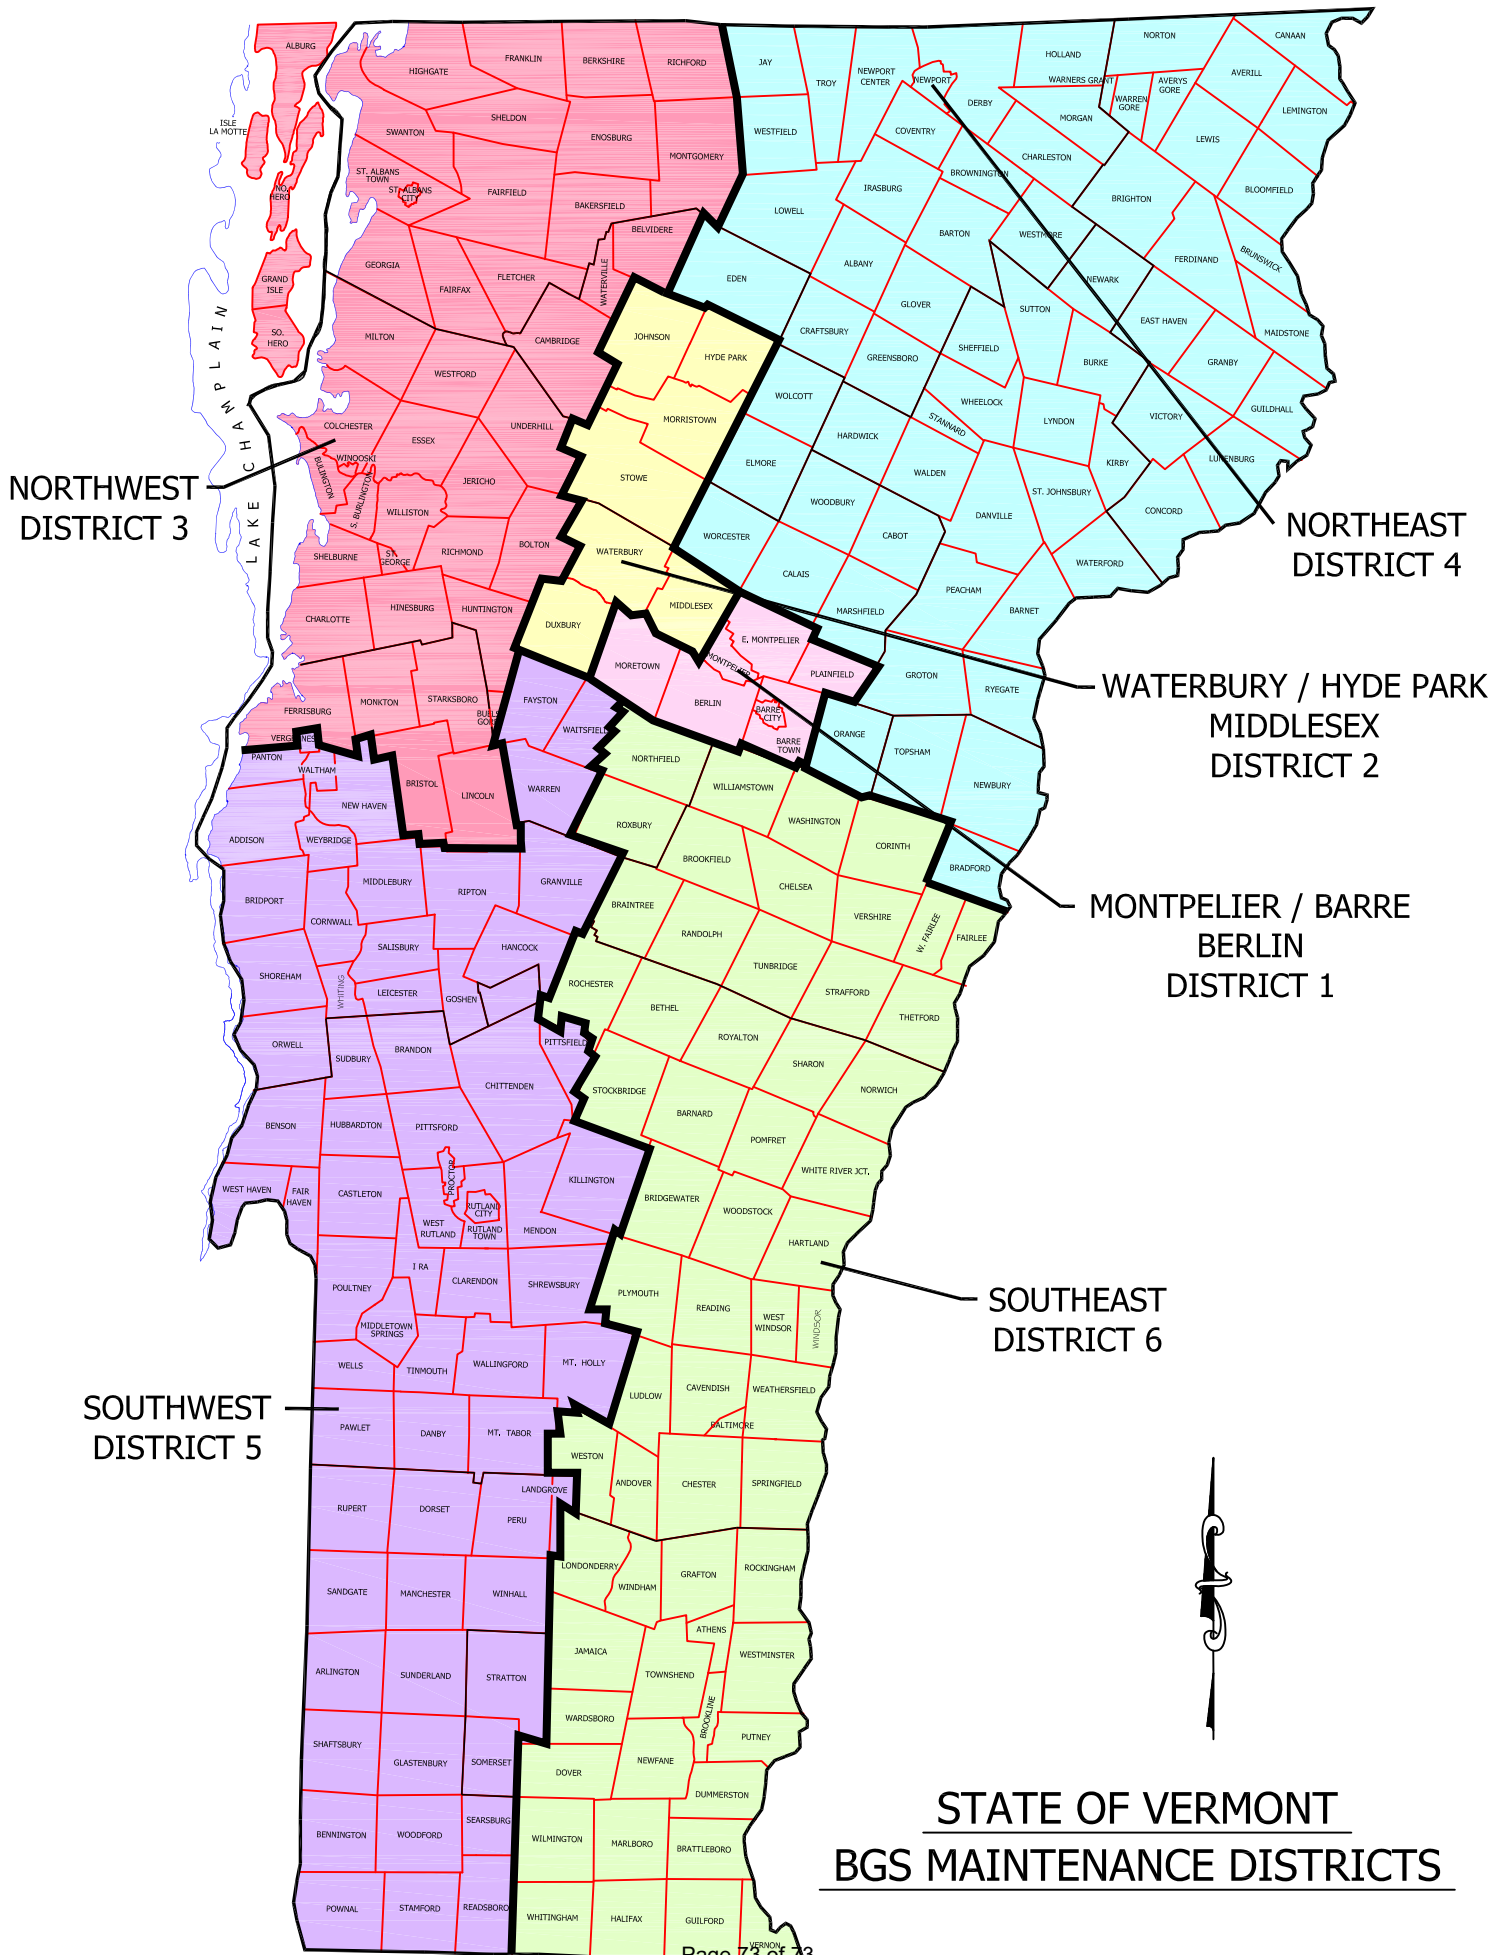 ALBURG
HIGHGATE
FRANKLIN
BERKSHIRE
RICHFORD
JAY
TROY
NEWPORT
CENTER
NEWPORT
DERBY
HOLLAND
WARNERS GRANT
NORTON
WARREN
GORE
AVERYS
GORE
AVERILL
CANAAN
LEMINGTON
ISLE
LA MOTTE
SWANTON
SHELDON
ENOSBURG
MONTGOMERY
WESTFIELD
COVENTRY
MORGAN
CHARLESTON
LEWIS
BLOOMFIELD
ST. ALBANS
TOWN
ST. ALBANS
CITY
NO.
HERO
FAIRFIELD
BAKERSFIELD
BELVIDERE
LOWELL
IRASBURG
BROWNINGTON
BRIGHTON
BARTON
WESTMORE
FERDINAND
BRUNSWICK
GRAND
ISLE
GEORGIA
FAIRFAX
FLETCHER
WATERVILLE
EDEN
ALBANY
GLOVER
NEWARK
SUTTON
EAST HAVEN
MAIDSTONE
SO.
HERO
MILTON
WESTFORD
CAMBRIDGE
JOHNSON
HYDE PARK
CRAFTSBURY
GREENSBORO
SHEFFIELD
BURKE
GRANBY
GUILDHALL
LAKE CHAMPLAIN
COLCHESTER
ESSEX
UNDERHILL
MORRISTOWN
WOLCOTT
HARDWICK
STANNARD
WHEELOCK
LYNDON
VICTORY
LUNENBURG
WINOOSKI
BULINGTON
S. BURLINGTON
WILLISTON
JERICHO
STOWE
ELMORE
WOODBURY
WALDEN
ST. JOHNSBURY
KIRBY
CONCORD
NORTHWEST
DISTRICT 3
NORTHEAST
DISTRICT 4
SHELBURNE
ST.
GEORGE
RICHMOND
BOLTON
WATERBURY
WORCESTER
CALAIS
CABOT
DANVILLE
WATERFORD
CHARLOTTE
HINESBURG
HUNTINGTON
DUXBURY
MIDDLESEX
E. MONTPELIER
MARSHFIELD
PEACHAM
BARNET
MORETOWN
MONTPELIER
PLAINFIELD
GROTON
RYEGATE
WATERBURY / HYDE PARK
MIDDLESEX
DISTRICT 2
FERRISBURG
MONKTON
STARKSBORO
BUELS
GORE
FAYSTON
WAITSFIELD
BERLIN
BARRE
CITY
BARRE
TOWN
ORANGE
TOPSHAM
NEWBURY
VERGENNES
PANTON
WALTHAM
NEW HAVEN
BRISTOL
LINCOLN
WARREN
NORTHFIELD
WILLIAMSTOWN
WASHINGTON
CORINTH
BRADFORD
ADDISON
WEYBRIDGE
ROXBURY
BROOKFIELD
CHELSEA
VERSHIRE
W. FAIRLEE
FAIRLEE
MONTPELIER / BARRE
BERLIN
DISTRICT 1
BRIDPORT
MIDDLEBURY
RIPTON
GRANVILLE
BRAINTREE
RANDOLPH
TUNBRIDGE
STRAFFORD
THETFORD
CORNWALL
SALISBURY
HANCOCK
SHOREHAM
WHITING
LEICESTER
GOSHEN
ROCHESTER
BETHEL
ROYALTON
SHARON
NORWICH
ORWELL
SUDBURY
BRANDON
CHITTENDEN
PITTSFIELD
STOCKBRIDGE
BARNARD
POMFRET
WHITE RIVER JCT.
BENSON
HUBBARDTON
PITTSFORD
PROCTOR
KILLINGTON
BRIDGEWATER
WOODSTOCK
HARTLAND
WEST HAVEN
FAIR
HAVEN
CASTLETON
WEST
RUTLAND
RUTLAND
CITY
RUTLAND
TOWN
MENDON
POULTNEY
I RA
CLARENDON
SHREWSBURY
PLYMOUTH
READING
WEST
WINDSOR
WINDSOR
SOUTHEAST
DISTRICT 6
MIDDLETOWN
SPRINGS
WELLS
TINMOUTH
WALLINGFORD
MT. HOLLY
LUDLOW
CAVENDISH
WEATHERSFIELD
BALTIMORE
SOUTHWEST
DISTRICT 5
PAWLET
DANBY
MT. TABOR
WESTON
ANDOVER
CHESTER
SPRINGFIELD
RUPERT
DORSET
LANDGROVE
PERU
LONDONDERRY
WINDHAM
GRAFTON
ROCKINGHAM
SANDGATE
MANCHESTER
WINHALL
JAMAICA
ATHENS
TOWNSHEND
WESTMINSTER
ARLINGTON
SUNDERLAND
STRATTON
WARDSBORO
BROOKLINE
PUTNEY
SHAFTSBURY
GLASTENBURY
SOMERSET
DOVER
NEWFANE
DUMMERSTON
BENNINGTON
WOODFORD
SEARSBURG
WILMINGTON
MARLBORO
BRATTLEBORO
POWNAL
STAMFORD
READSBORO
WHITINGHAM
HALIFAX
GUILFORD
VERNON
STATE OF VERMONT
BGS MAINTENANCE DISTRICTS
Page 73 of 73